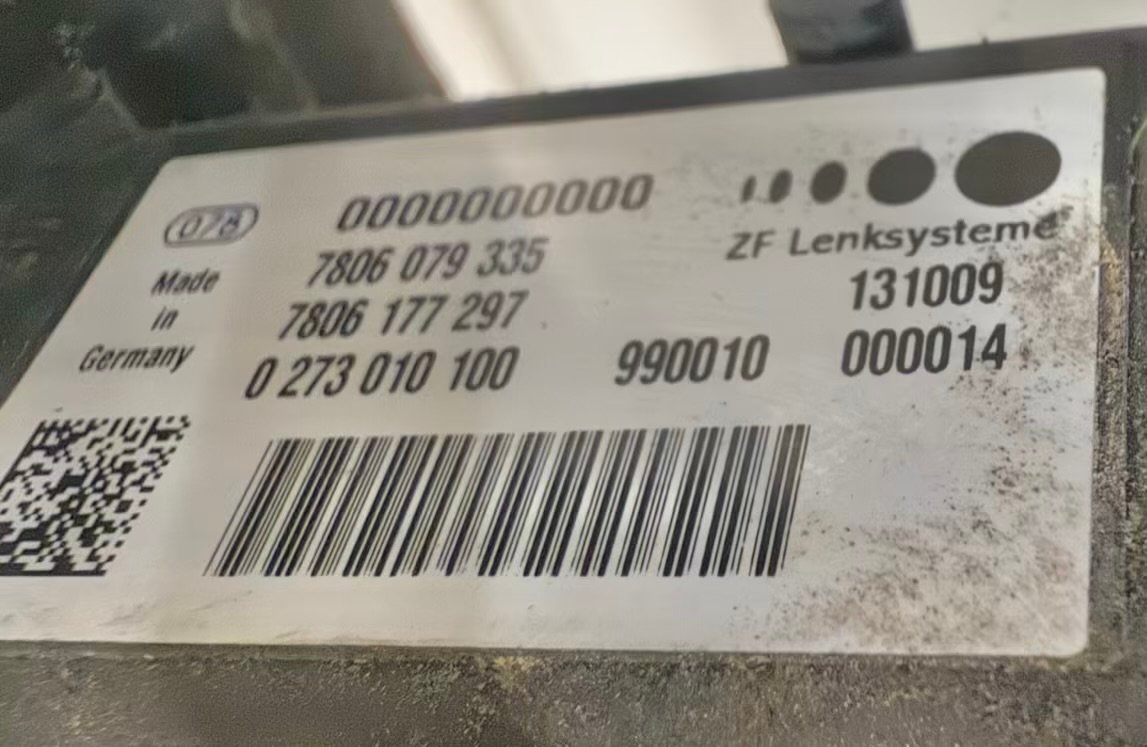 078 0000000000
ZF Lenksysteme
Made 7806 079 335 131009
in 7806 177 297
Germany 0 273 010 100 990010 000014